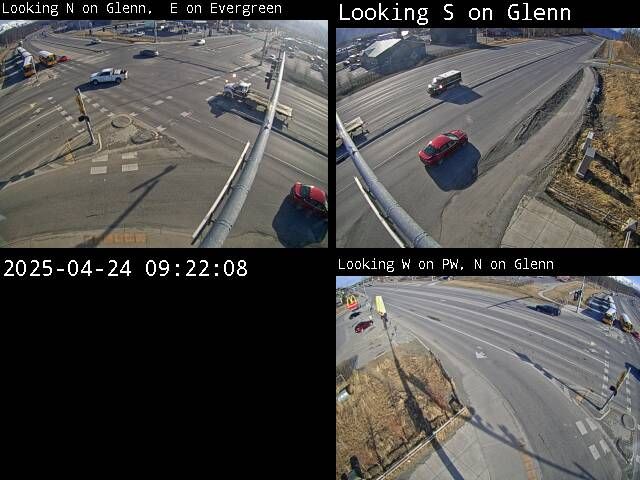 Looking N on Glenn,  E on Evergreen
Looking S on Glenn
2025-04-24 09:22:08
Looking W on PW, N on Glenn